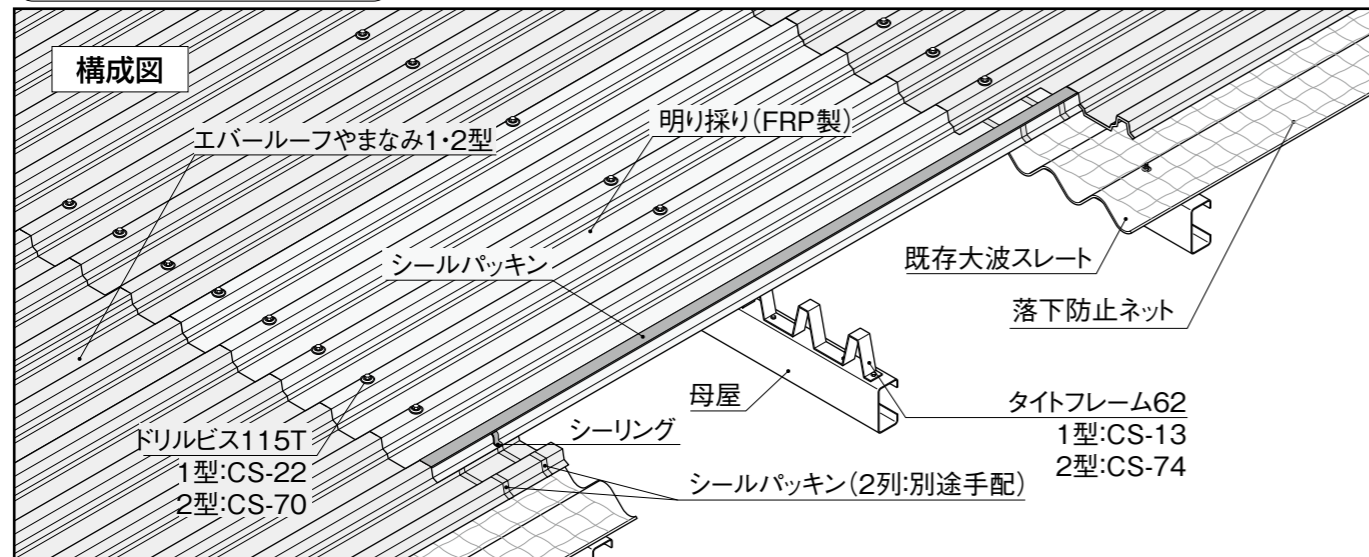 構成図
エバールーフやまなみ1・2型
明り採り(FRP製)
シールパッキン
既存大波スレート
落下防止ネット
母屋
タイトフレーム62
1型:CS-13
2型:CS-74
ドリルビス115T
1型:CS-22
2型:CS-70
シーリング
シールパッキン(2列:別途手配)